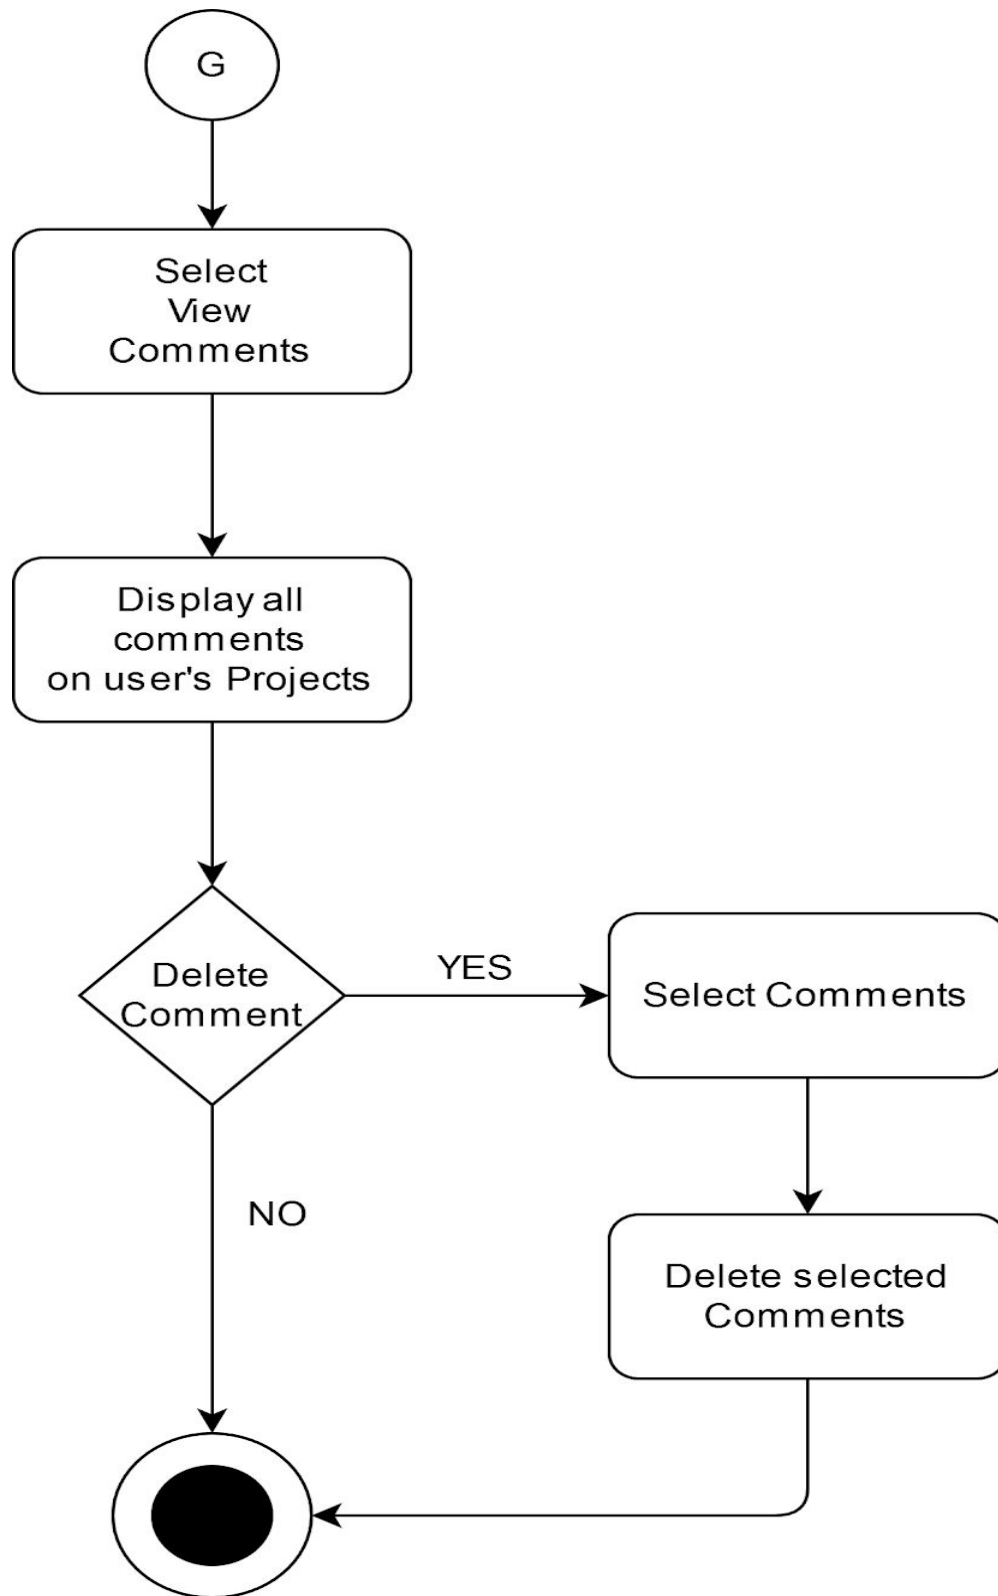 G
Select
View
Comments
Display all
comments
on user's Projects
Delete
Comment
YES
Select Comments
NO
Delete selected
Comments